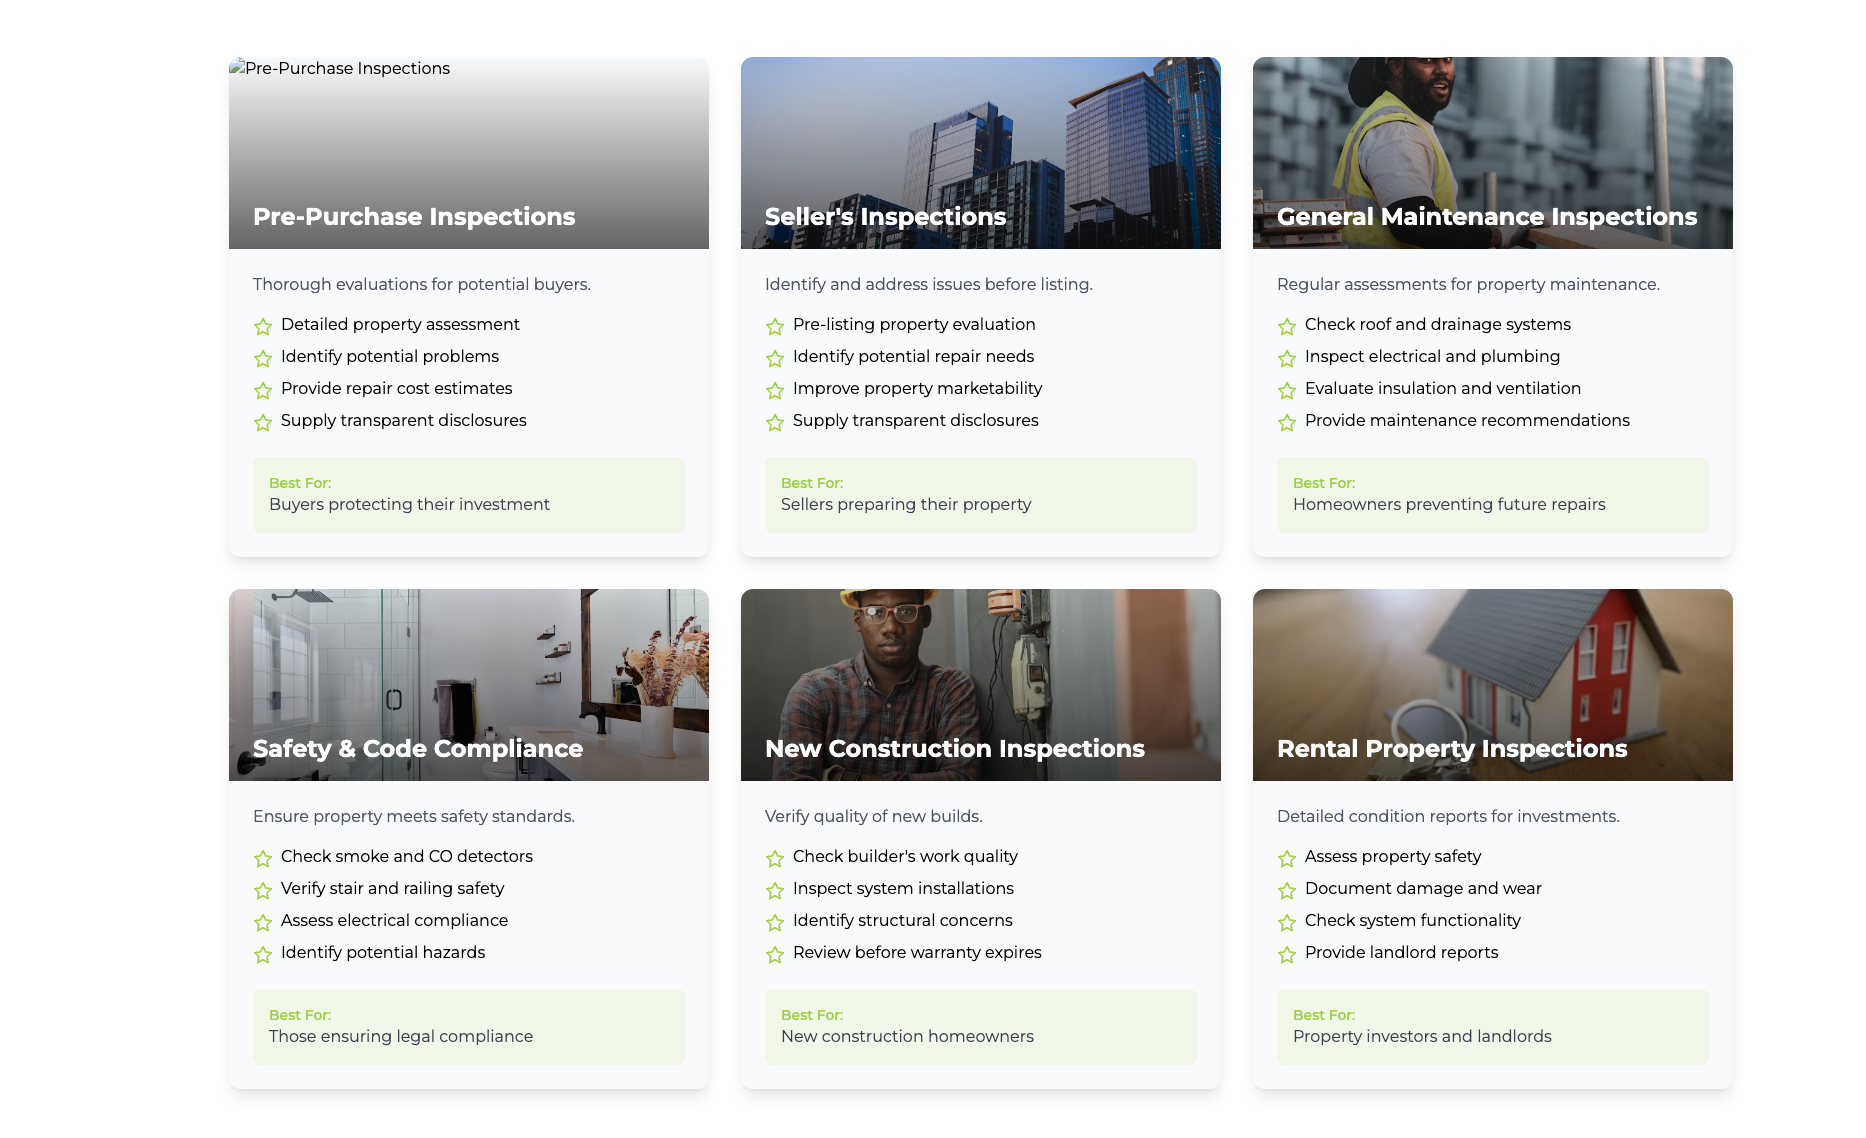 Pre-Purchase Inspections
Pre-Purchase Inspections
Thorough evaluations for potential buyers.
Detailed property assessment
Identify potential problems
Provide repair cost estimates
Supply transparent disclosures
Best For:
Buyers protecting their investment
Seller's Inspections
Identify and address issues before listing.
Pre-listing property evaluation
Identify potential repair needs
Improve property marketability
Supply transparent disclosures
Best For:
Sellers preparing their property
General Maintenance Inspections
Regular assessments for property maintenance.
Check roof and drainage systems
Inspect electrical and plumbing
Evaluate insulation and ventilation
Provide maintenance recommendations
Best For:
Homeowners preventing future repairs
Safety & Code Compliance
Ensure property meets safety standards.
Check smoke and CO detectors
Verify stair and railing safety
Assess electrical compliance
Identify potential hazards
Best For:
Those ensuring legal compliance
New Construction Inspections
Verify quality of new builds.
Check builder's work quality
Inspect system installations
Identify structural concerns
Review before warranty expires
Best For:
New construction homeowners
Rental Property Inspections
Detailed condition reports for investments.
Assess property safety
Document damage and wear
Check system functionality
Provide landlord reports
Best For:
Property investors and landlords